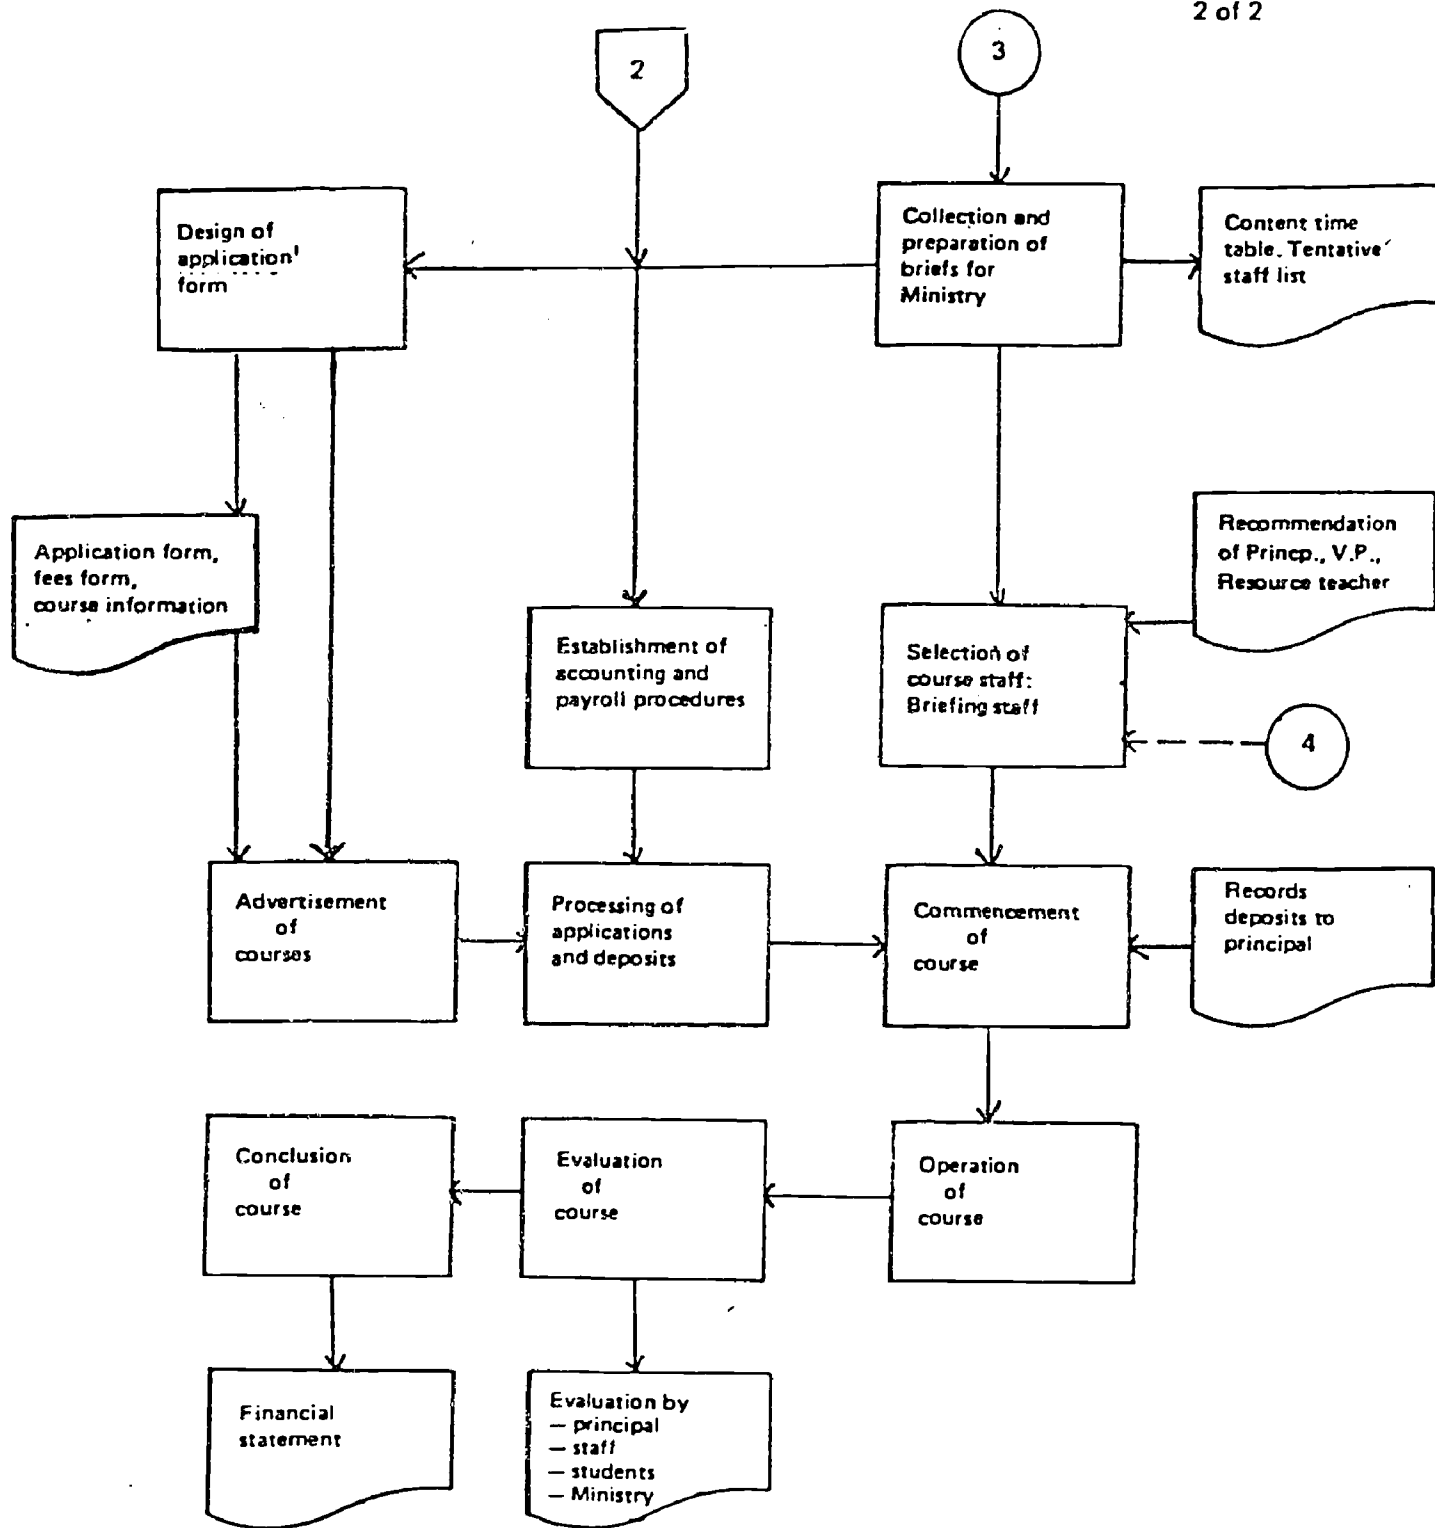 2 of 2
2
3
Design of
application
form
Collection and
preparation of
briefs for
Ministry
Content time
table. Tentative
staff list
Application form,
fees form,
course information
Recommendation
of Princp., V.P.,
Resource teacher
Establishment of
accounting and
payroll procedures
Selection of
course staff:
Briefing staff
4
Advertisement
of
courses
Processing of
applications
and deposits
Commencement
of
course
Records
deposits to
principal
Conclusion
of
course
Evaluation
of
course
Operation
of
course
Financial
statement
Evaluation by
— principal
— staff
— students
— Ministry